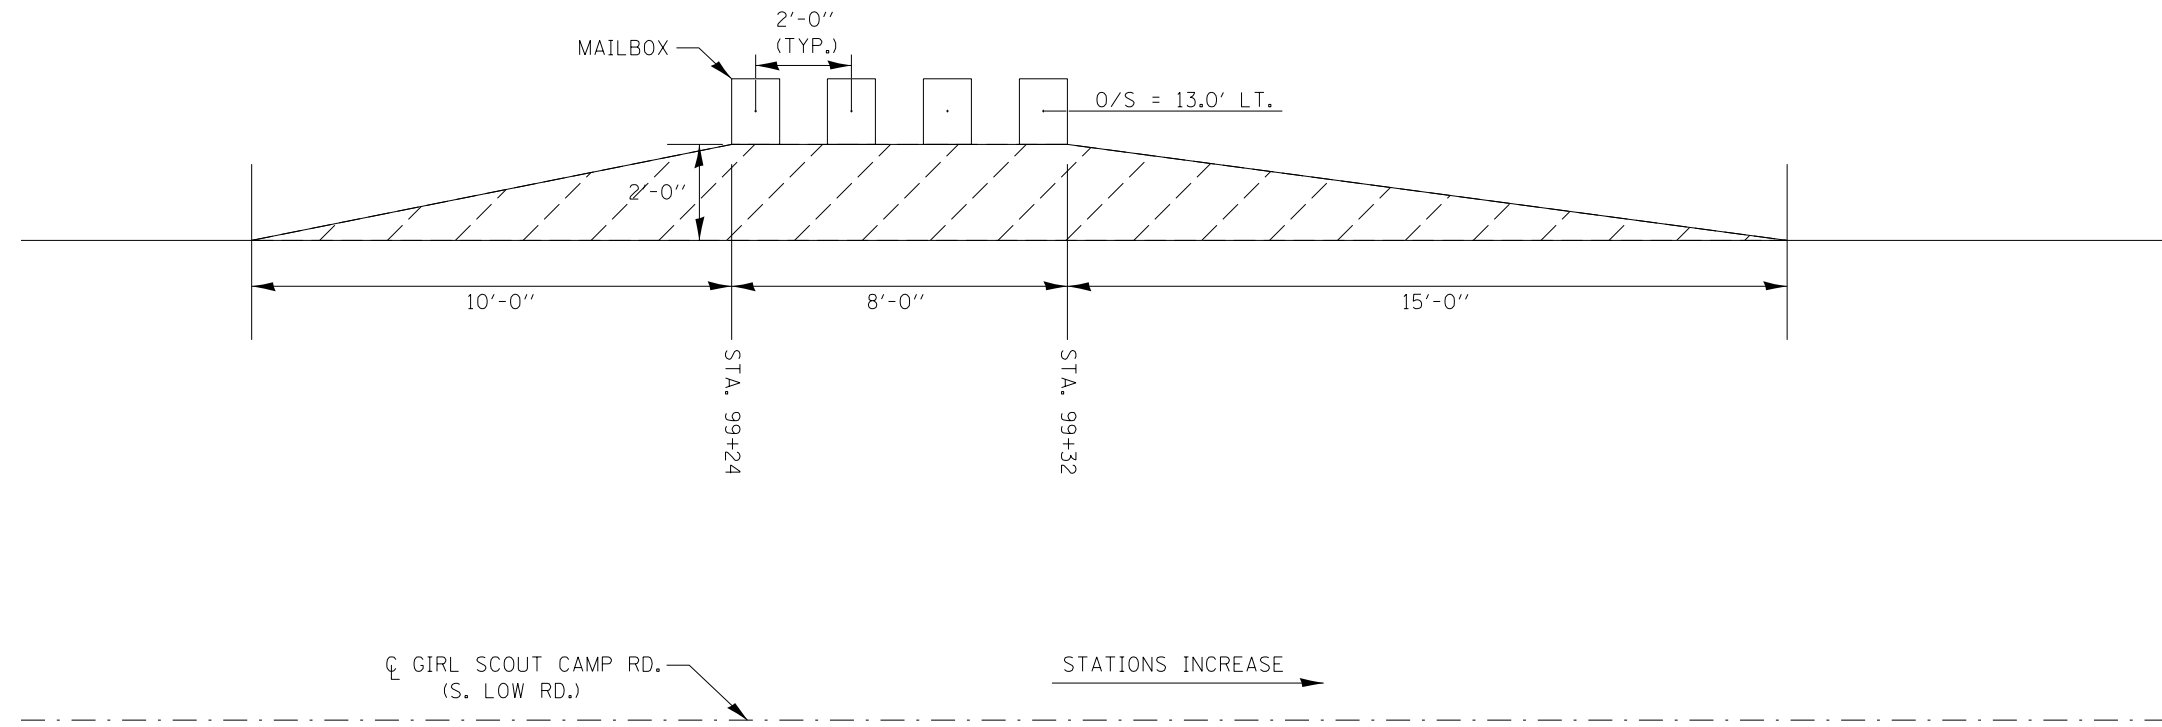 2'-0"
(TYP.)
MAILBOX
O/S = 13.0' LT.
2'-0"
10'-0"
8'-0"
15'-0"
STA. 99+24
STA. 99+32
℄ GIRL SCOUT CAMP RD.
(S. LOW RD.)
STATIONS INCREASE